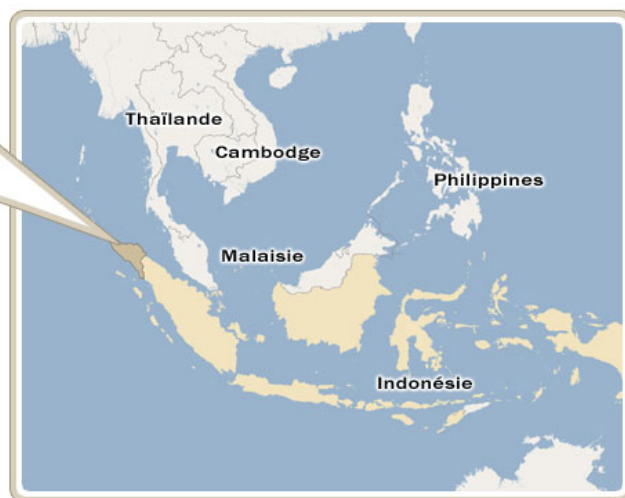 Thaïlande
Cambodge
Philippines
Malaisie
Indonésie